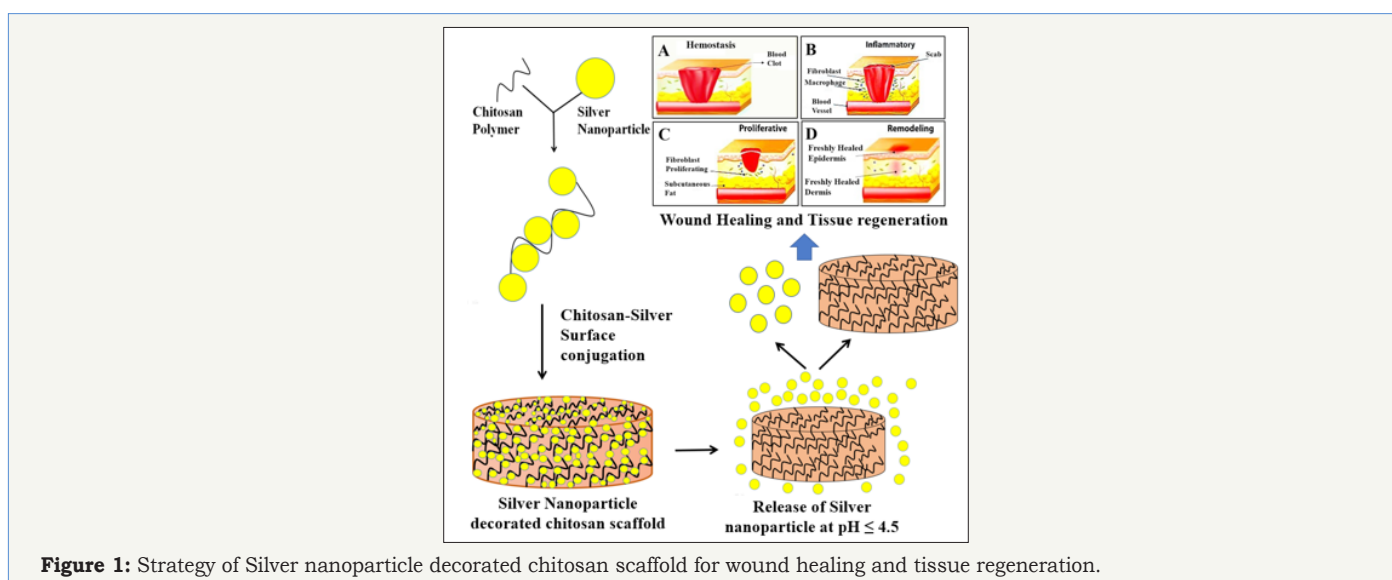 Chitosan
Polymer
Silver
Nanoparticle
A
Hemostasis
Blood
Clot
B
Inflammatory
Scab
Fibroblast
Macrophage
Blood
Vessel
C
Proliferative
Fibroblast
Proliferating
Subcutaneous
Fat
D
Remodeling
Freshly Healed
Epidermis
Freshly Healed
Dermis
Wound Healing and Tissue regeneration
Chitosan-Silver
Surface
conjugation
Silver Nanoparticle
decorated chitosan scaffold
Release of Silver
nanoparticle at pH ≤ 4.5
Figure 1: Strategy of Silver nanoparticle decorated chitosan scaffold for wound healing and tissue regeneration.